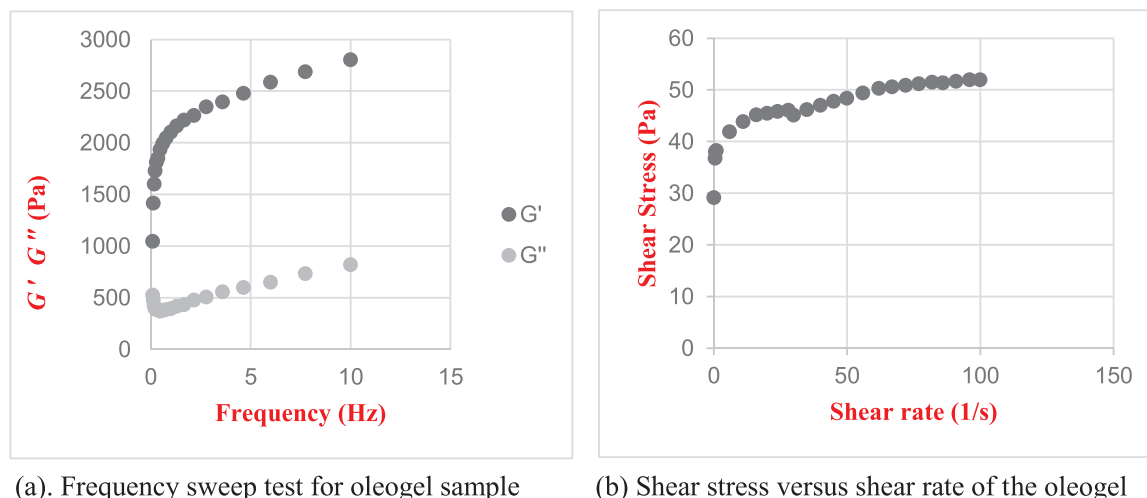 3000
2500
2000
1500
1000
500
0
G' G" (Pa)
0 5 10 15
Frequency (Hz)
G'
G"
(a). Frequency sweep test for oleogel sample
60
50
40
30
20
10
0
Shear Stress (Pa)
0 50 100 150
Shear rate (1/s)
(b) Shear stress versus shear rate of the oleogel